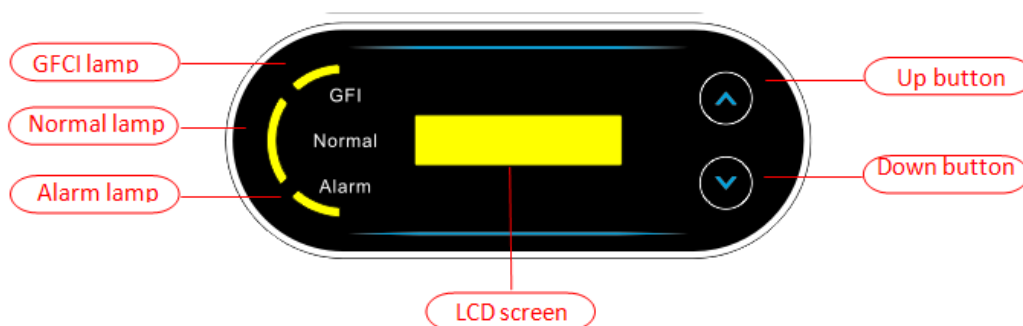 GFCI lamp
GFI
Up button
Normal lamp
Normal
Down button
Alarm lamp
Alarm
LCD screen